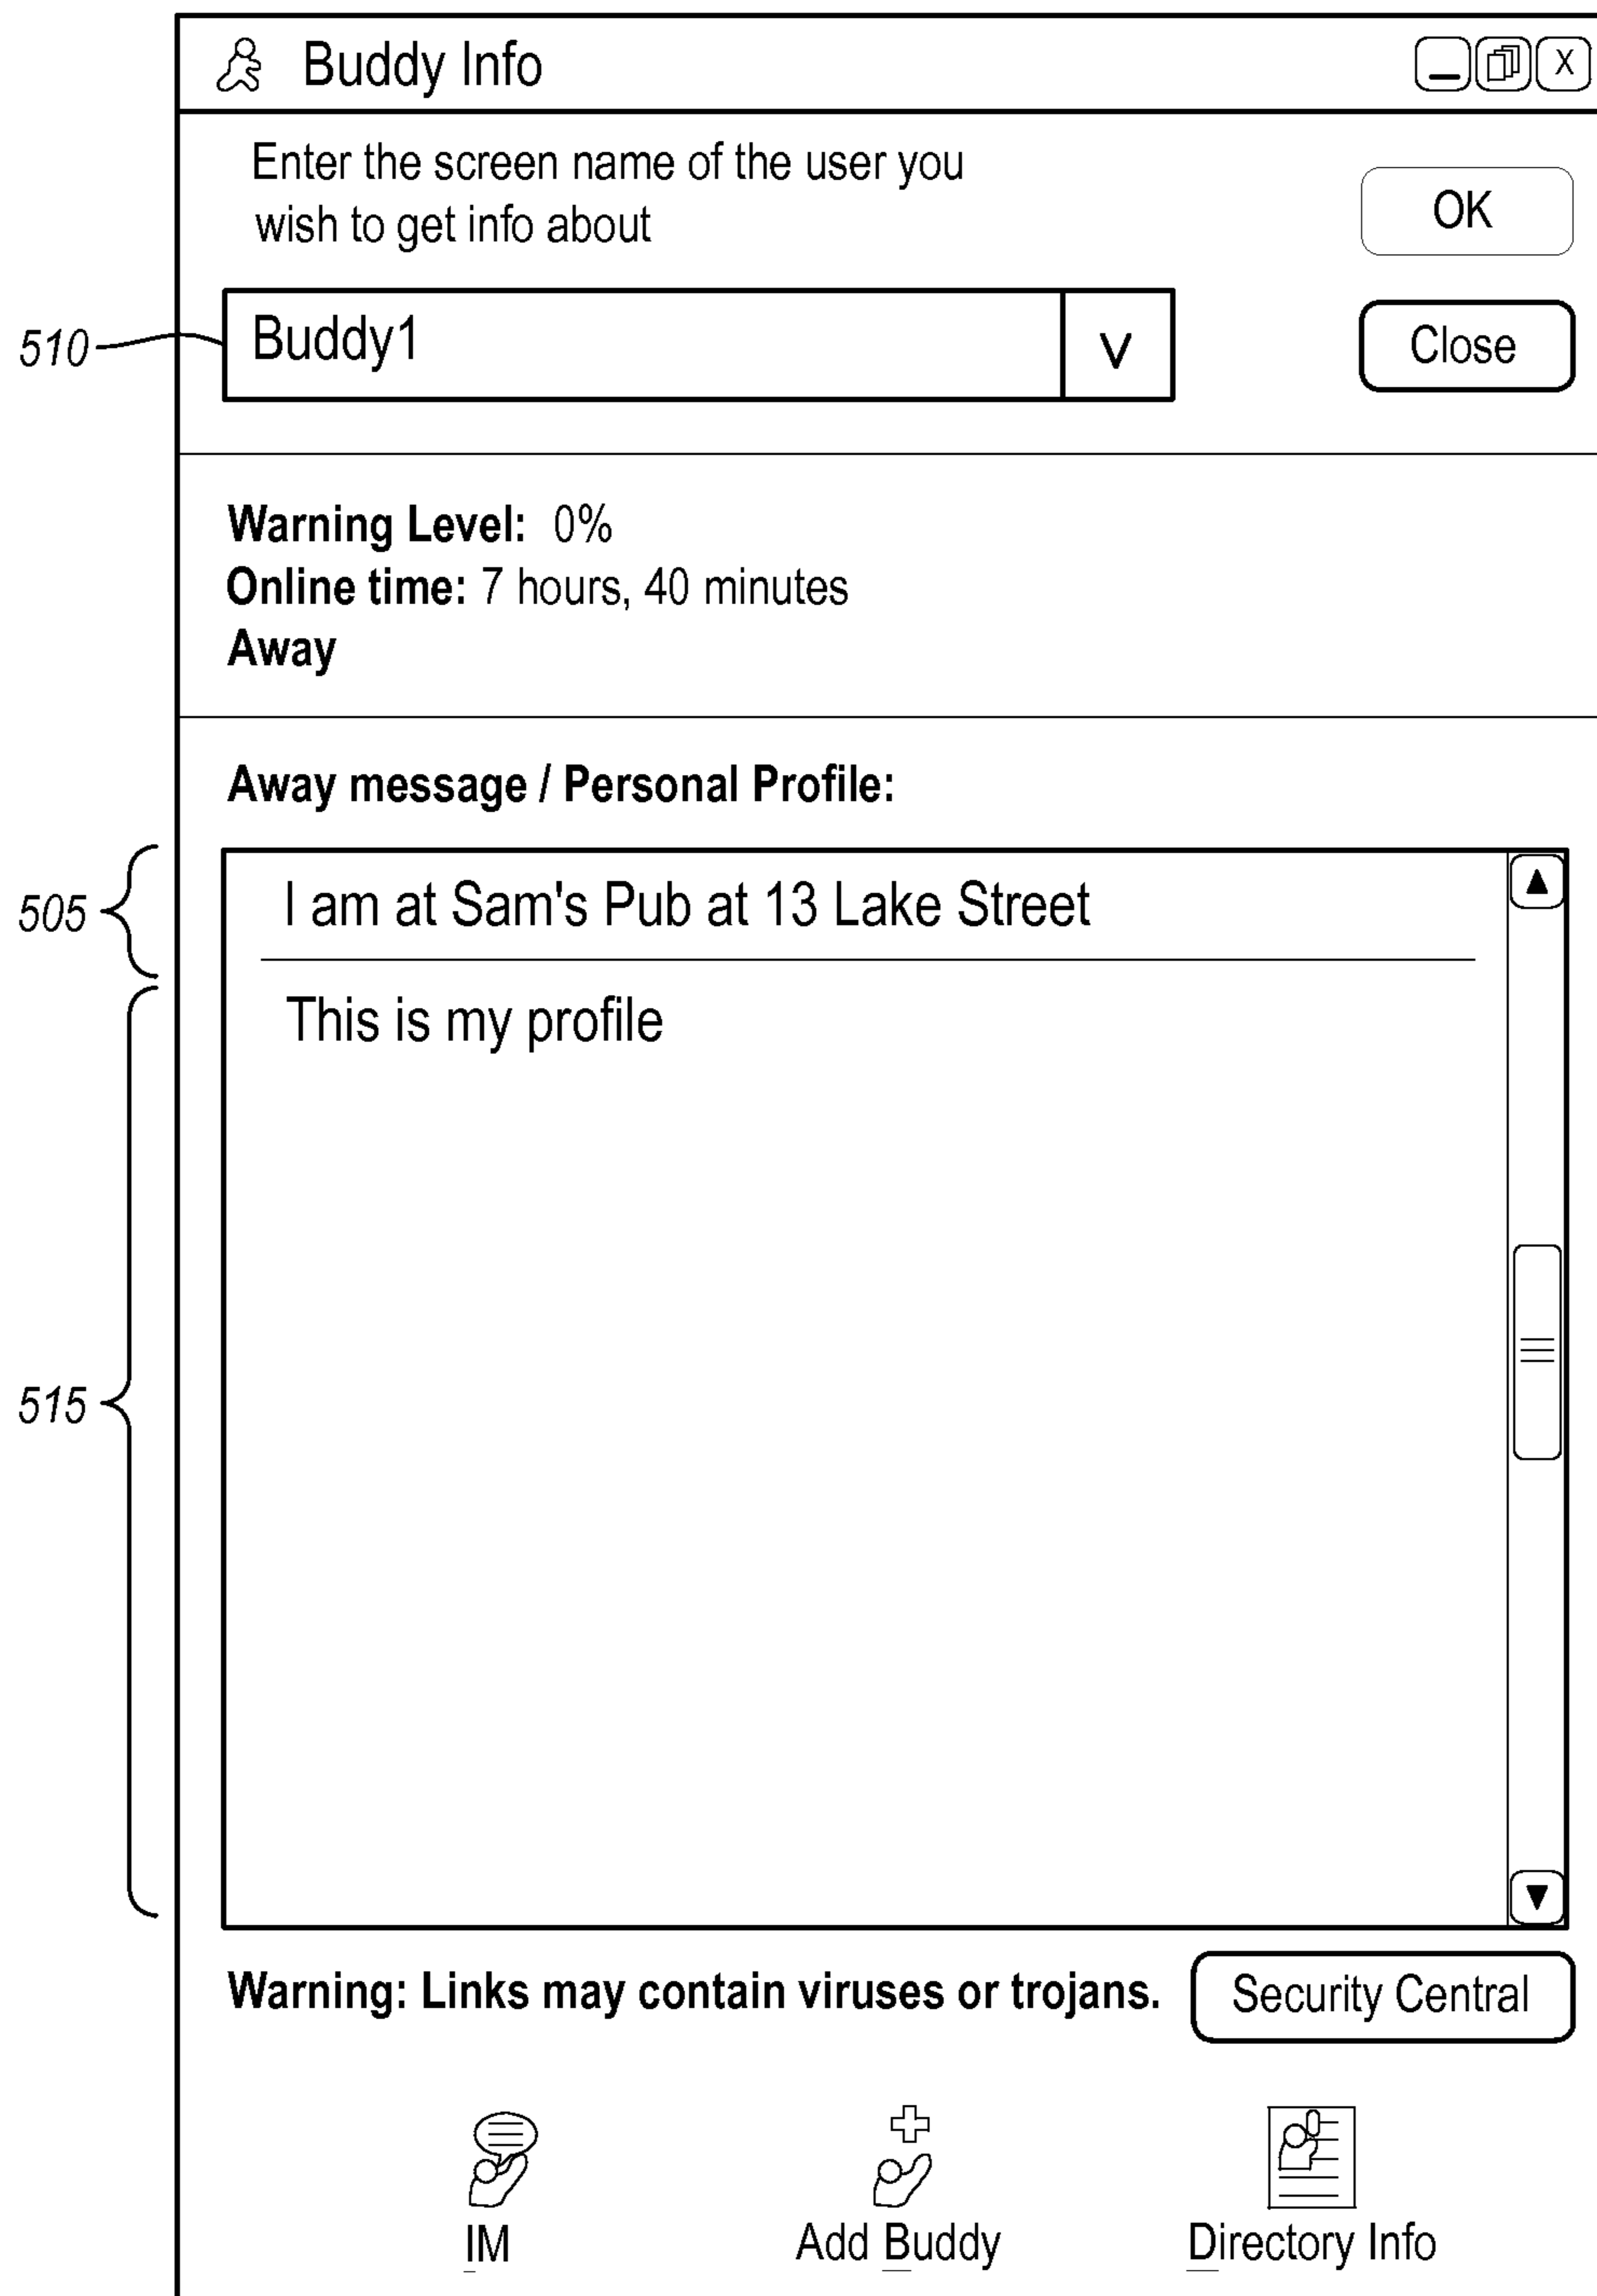 Buddy Info
X
Enter the screen name of the user you
wish to get info about
OK
510
Buddy1
V
Close
Warning Level: 0%
Online time: 7 hours, 40 minutes
Away
Away message / Personal Profile:
505
I am at Sam's Pub at 13 Lake Street
This is my profile
515
Warning: Links may contain viruses or trojans.
Security Central
IM
Add Buddy
Directory Info